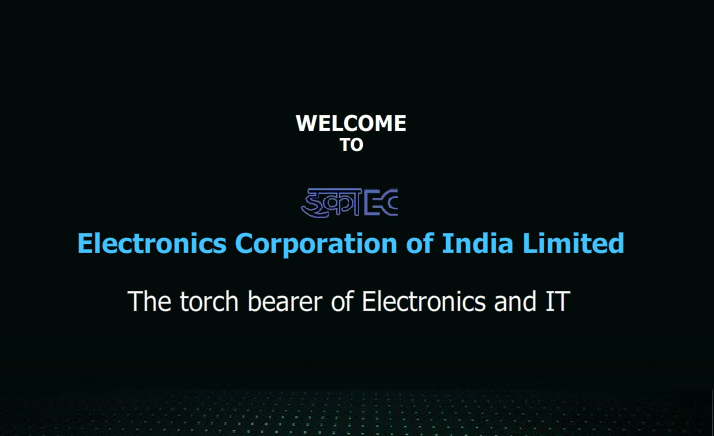 WELCOME
TO
इका EC
Electronics Corporation of India Limited
The torch bearer of Electronics and IT